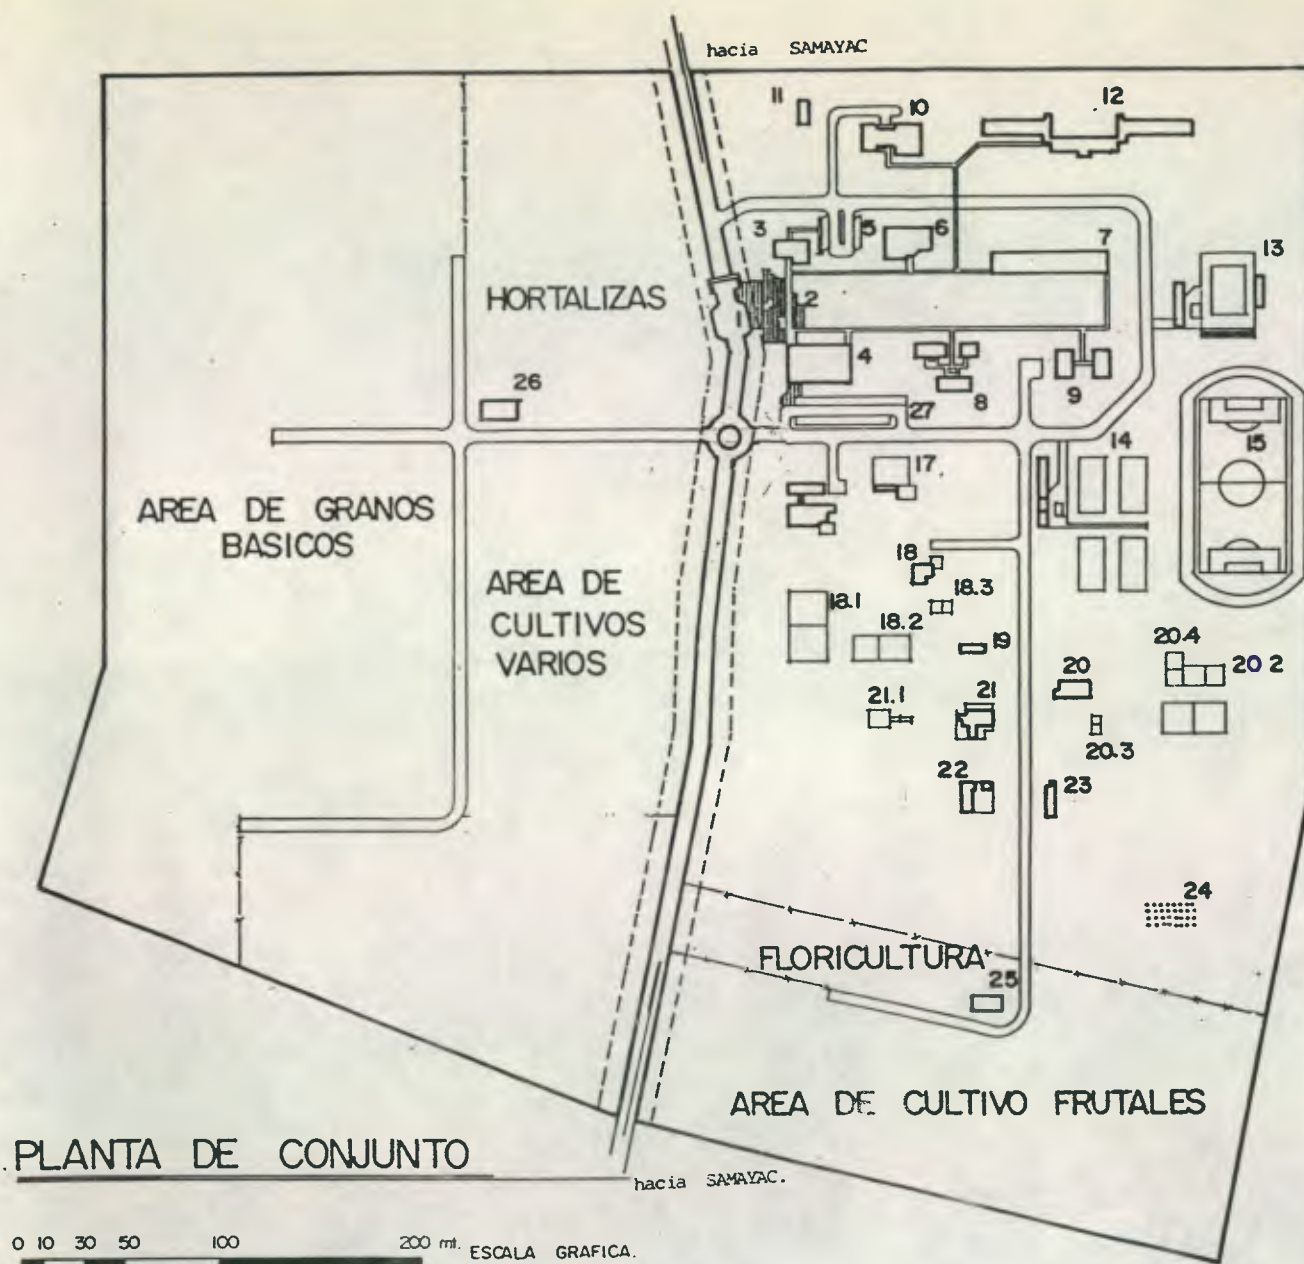 hacia SAMAYAC
11
10
12
3
5
6
7
13
HORTALIZAS
2
4
26
8
9
27
14
15
17
AREA DE GRANOS
BASICOS
18
AREA DE
CULTIVOS
VARIOS
18.1
18.3
18.2
19
20.4
20
20 2
21.1
21
20.3
22
23
24
FLORICULTURA
25
AREA DE CULTIVO FRUTALES
PLANTA DE CONJUNTO
hacia SAMAYAC.
0 10 30 50 100 200 mt. ESCALA GRAFICA.